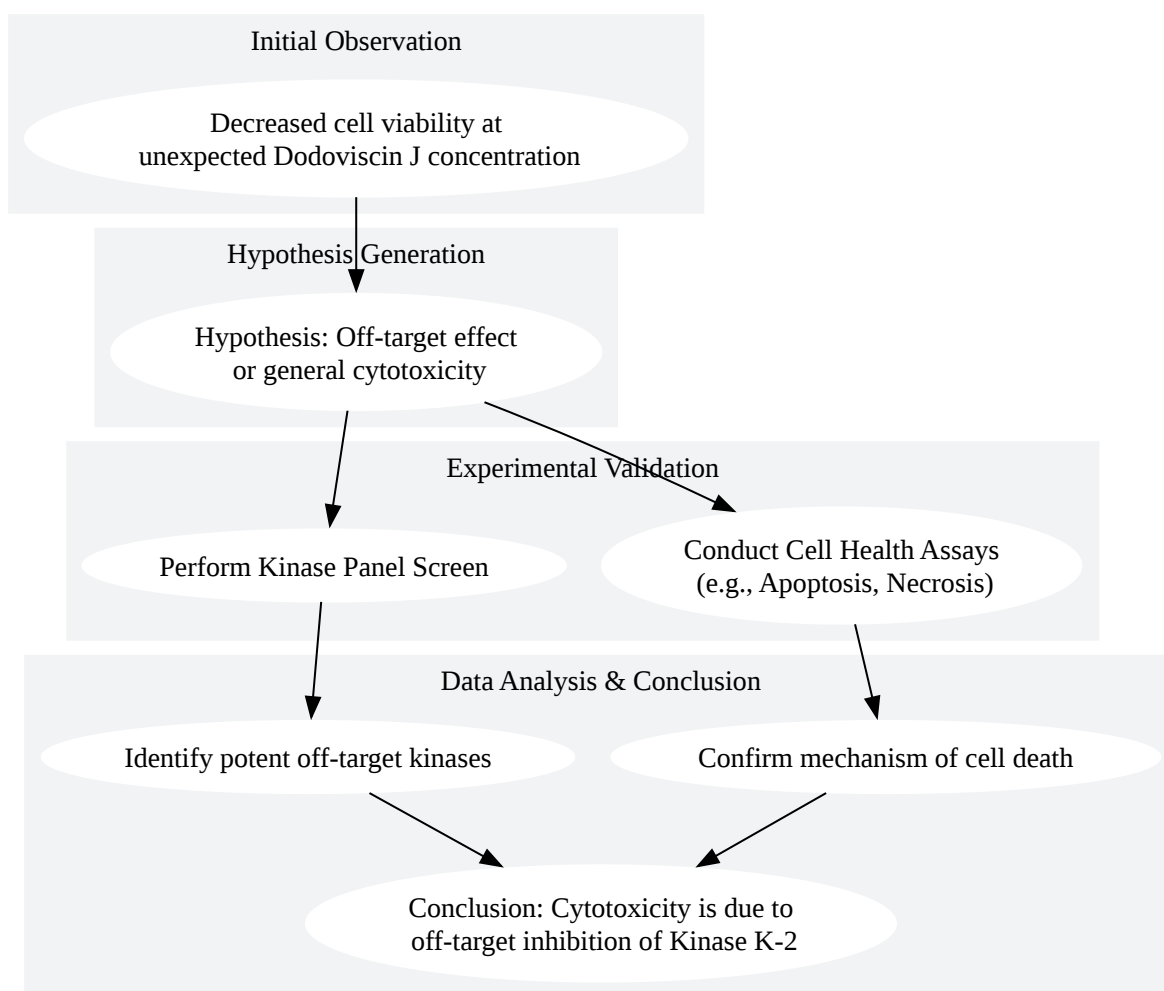 Initial Observation
Decreased cell viability at
unexpected Dodoviscin J concentration
Hypothesis Generation
Hypothesis: Off-target effect
or general cytotoxicity
Experimental Validation
Perform Kinase Panel Screen
Conduct Cell Health Assays
(e.g., Apoptosis, Necrosis)
Data Analysis & Conclusion
Identify potent off-target kinases
Confirm mechanism of cell death
Conclusion: Cytotoxicity is due to
off-target inhibition of Kinase K-2